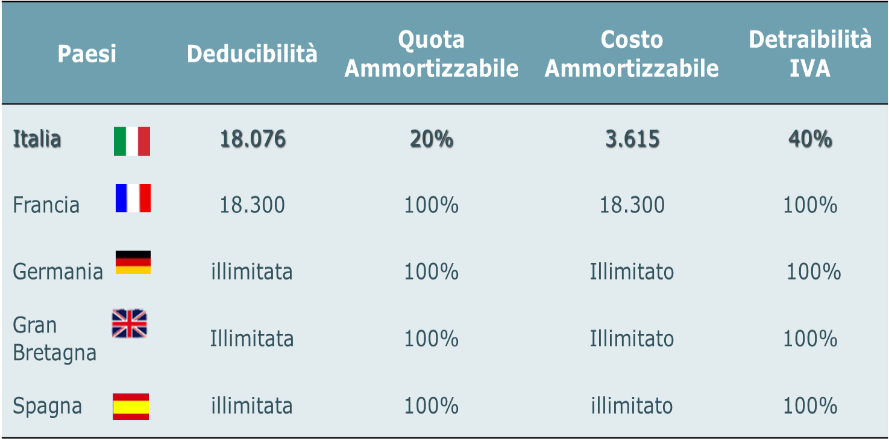 Paesi Deducibilità Quota Ammortizzabile Costo Ammortizzabile Detraibilità IVA
Italia 18.076 20% 3.615 40%
Francia 18.300 100% 18.300 100%
Germania illimitata 100% Illimitato 100%
Gran Bretagna Illimitata 100% Illimitato 100%
Spagna illimitata 100% illimitato 100%